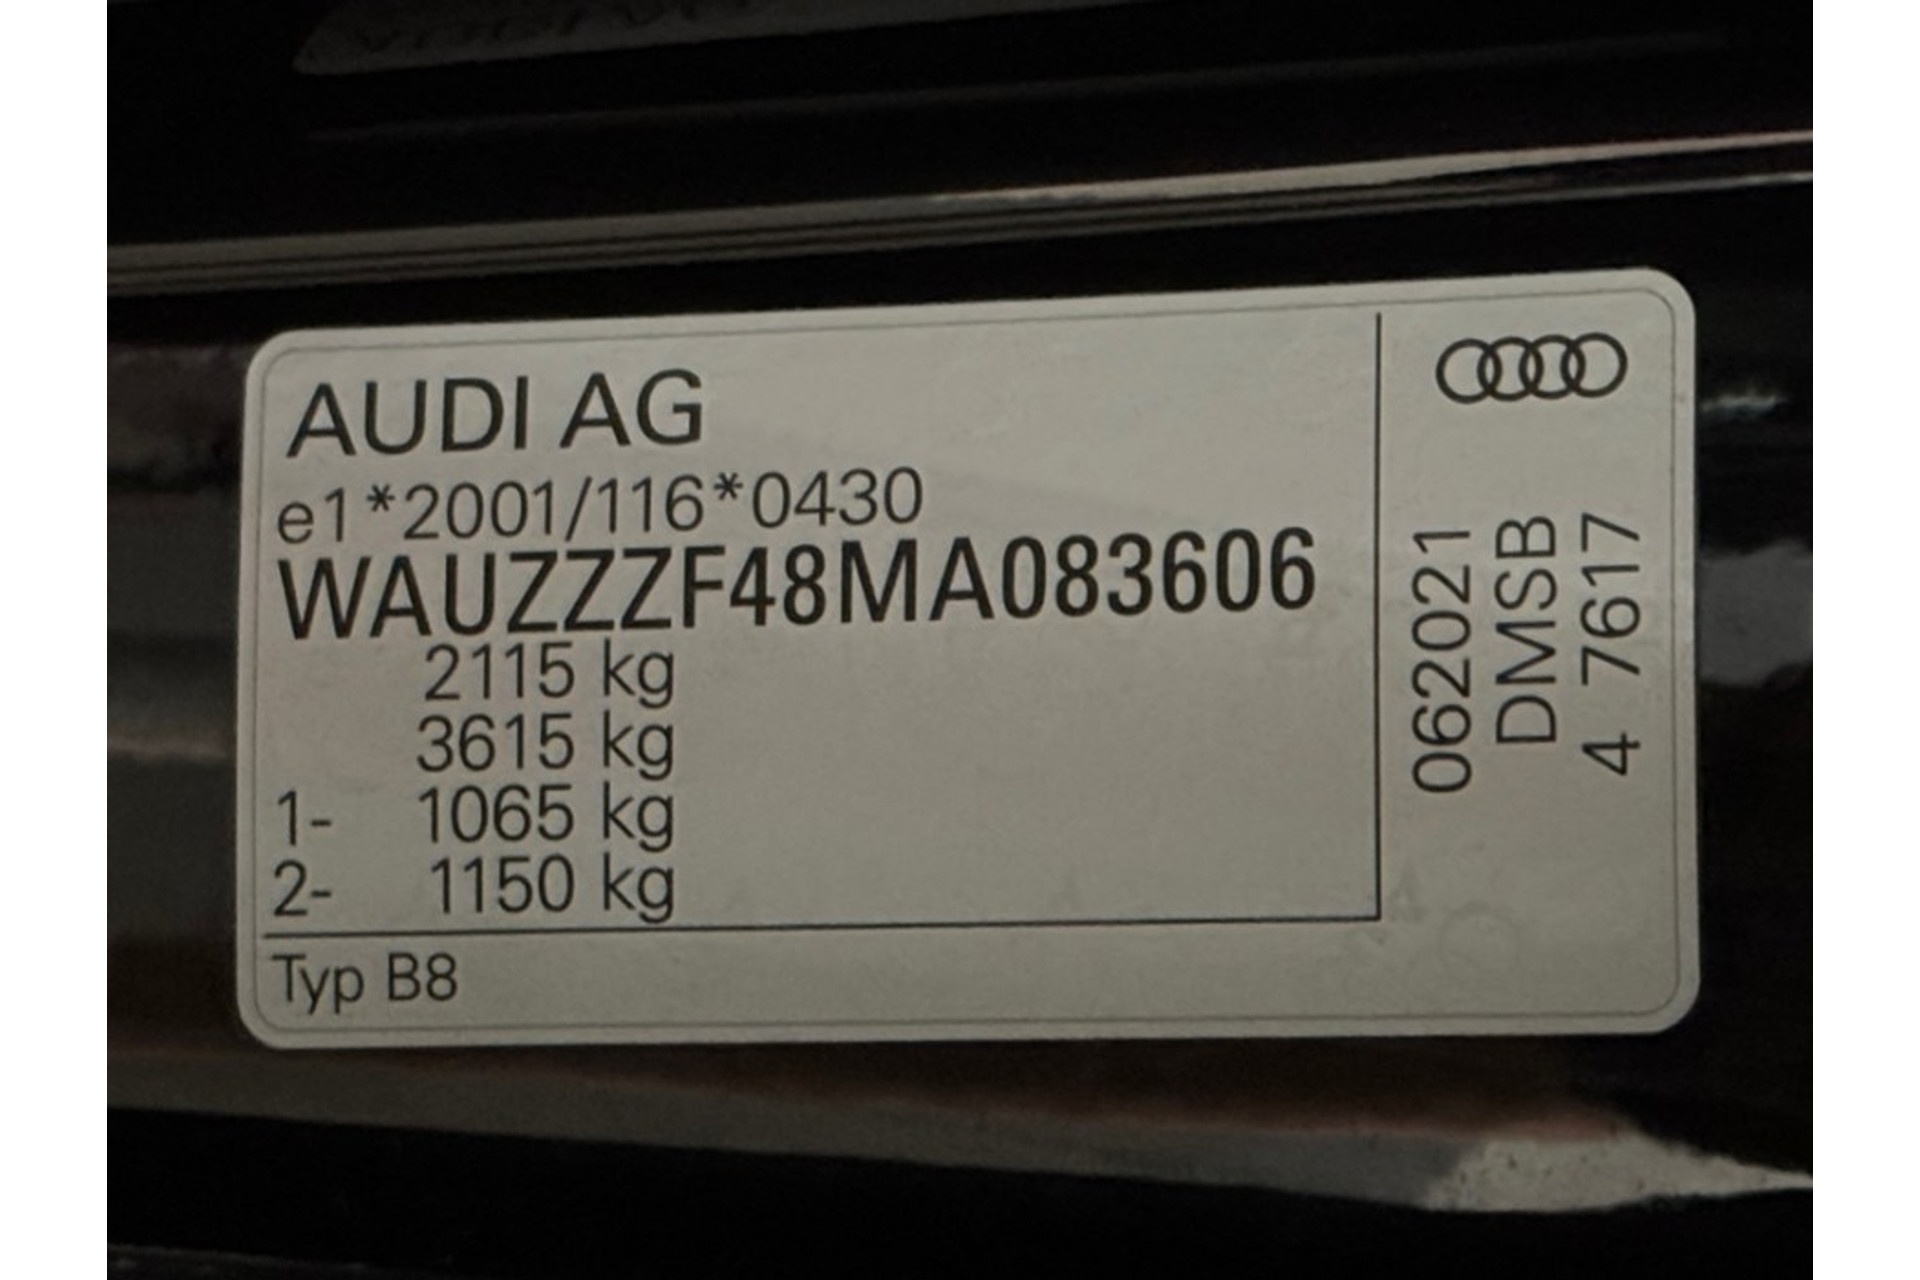 AUDI AG
e1*2001/116*0430
WAUZZZF48MA083606
2115 kg
3615 kg
1- 1065 kg
2- 1150 kg
Typ B8
062021
DMSB
4 7617